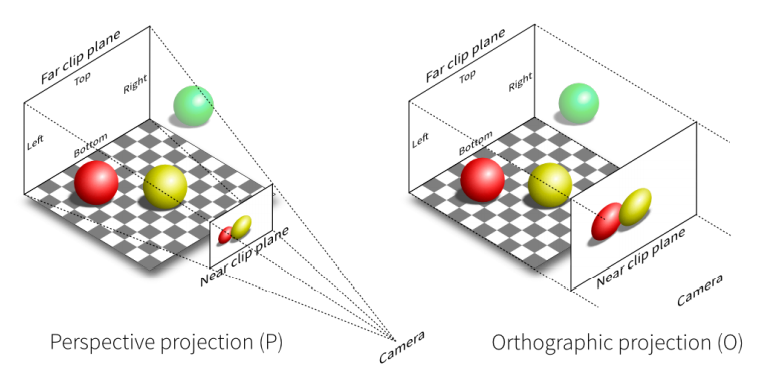 Far clip plane
Top
Right
Left
Bottom
Near clip plane
Camera
Perspective projection (P)
Far clip plane
Top
Right
Left
Bottom
Near clip plane
Camera
Orthographic projection (O)